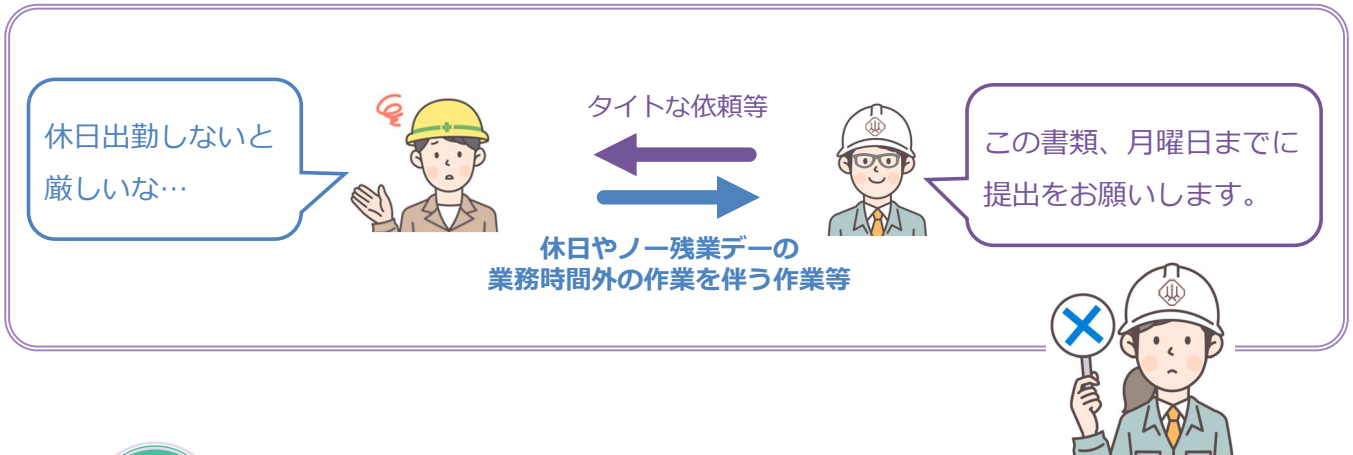 休日出勤しないと
厳しいな…
タイトな依頼等
この書類、月曜日までに
提出をお願いします。
休日やノー残業デーの
業務時間外の作業を伴う作業等